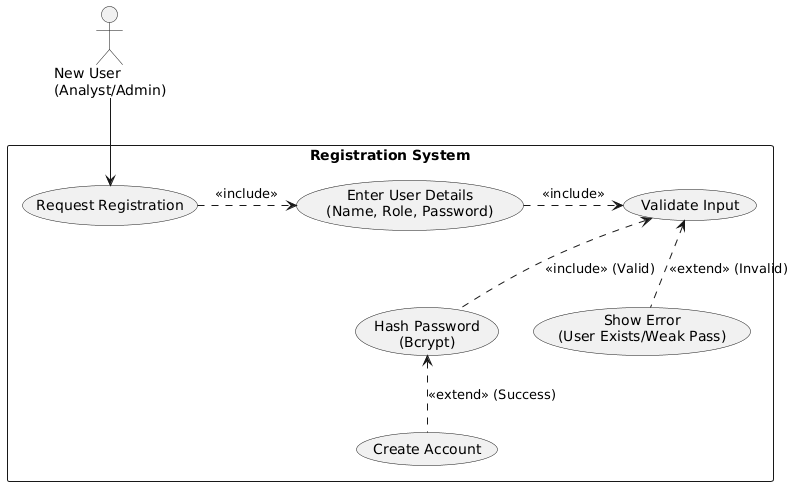 New User
(Analyst/Admin)
Registration System
Request Registration
«include»
Enter User Details
(Name, Role, Password)
«include»
Validate Input
«include» (Valid)
«extend» (Invalid)
Hash Password
(Bcrypt)
Show Error
(User Exists/Weak Pass)
«extend» (Success)
Create Account